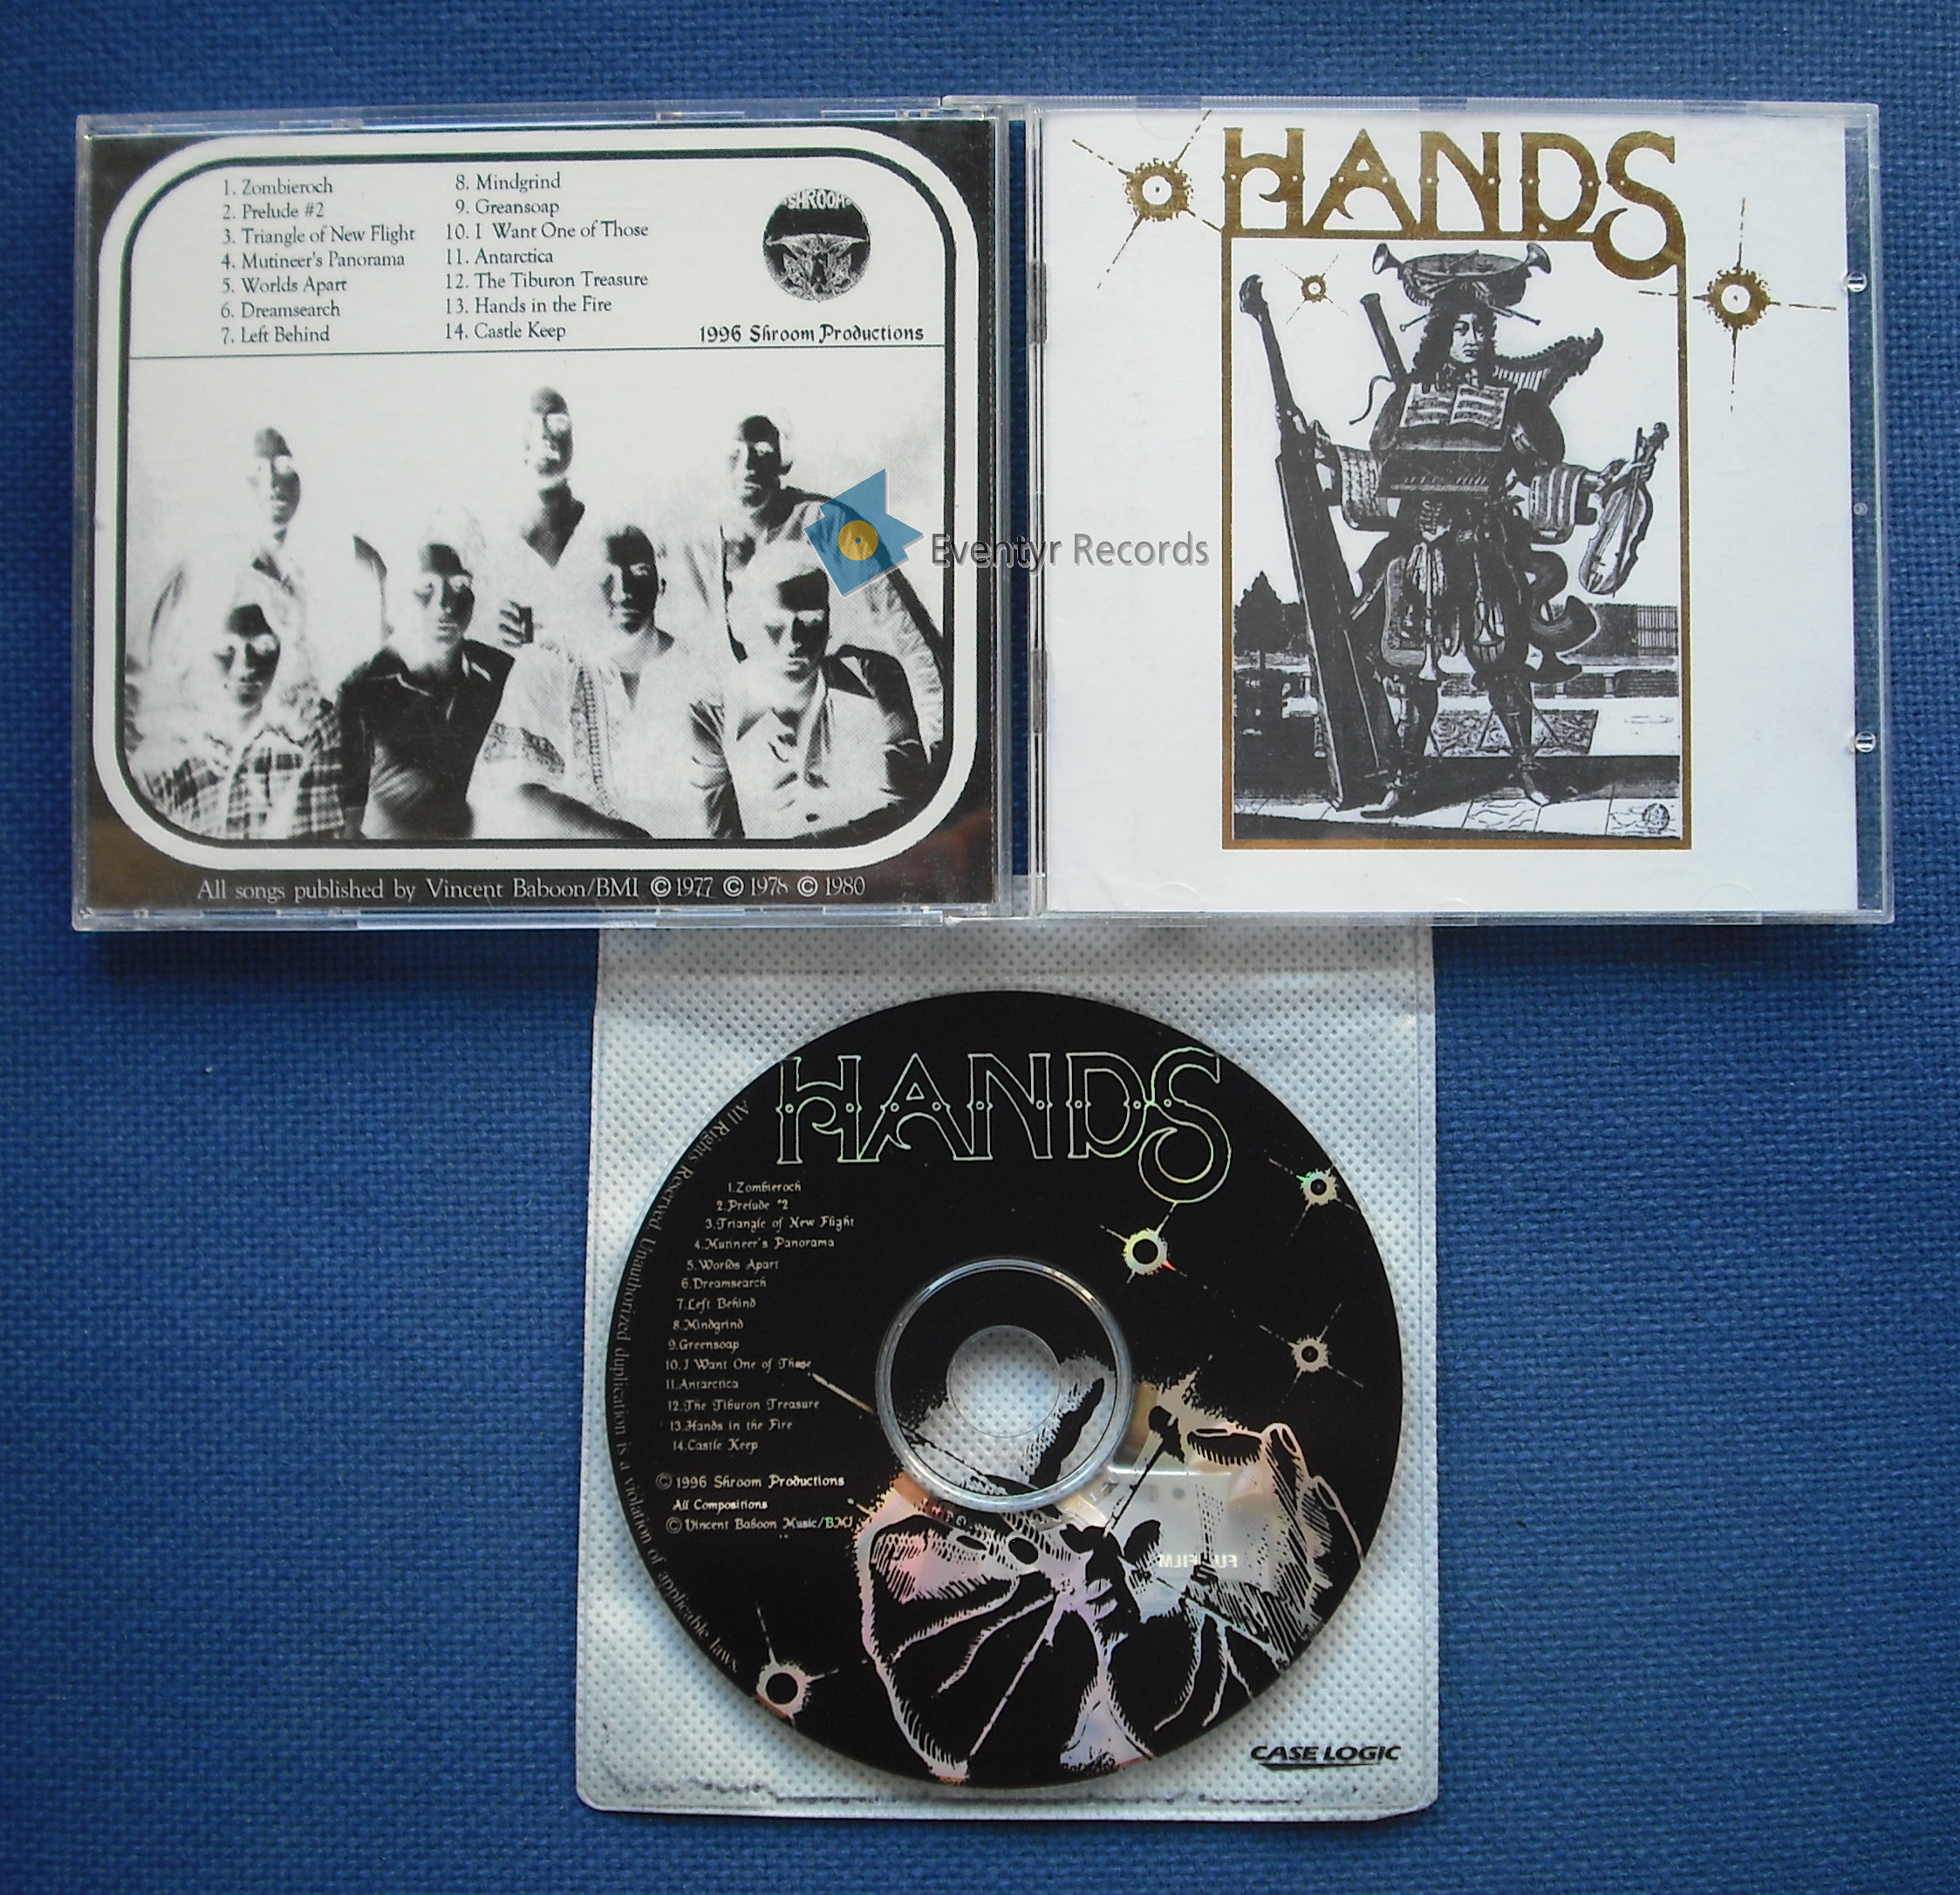 1. Zombieroch
2. Prelude #2
3. Triangle of New Flight
4. Mutineer's Panorama
5. Worlds Apart
6. Dreamsearch
7. Left Behind
8. Mindgrind
9. Greansoap
10. I Want One of Those
11. Antarctica
12. The Tiburon Treasure
13. Hands in the Fire
14. Castle Keep
SHROOM
1996 Shroom Productions
All songs published by Vincent Baboon/BMI © 1977 © 1978 © 1980
HANDS
Eventyr Records
HANDS
1.Zombieroch
2.Prelude #2
3.Triangle of New Flight
4.Mutineer's Panorama
5.Worlds Apart
6.Dreamsearch
7.Left Behind
8.Mindgrind
9.Greensoap
10.I Want One of Those
11.Antarctica
12.The Tiburon Treasure
13.Hands in the Fire
14.Castle Keep
© 1996 Shroom Productions
All Compositions
© Vincent Baboon Music/BMI
All Rights Reserved Unauthorized duplication is a violation of applicable laws
FUJIFILM
CASE LOGIC